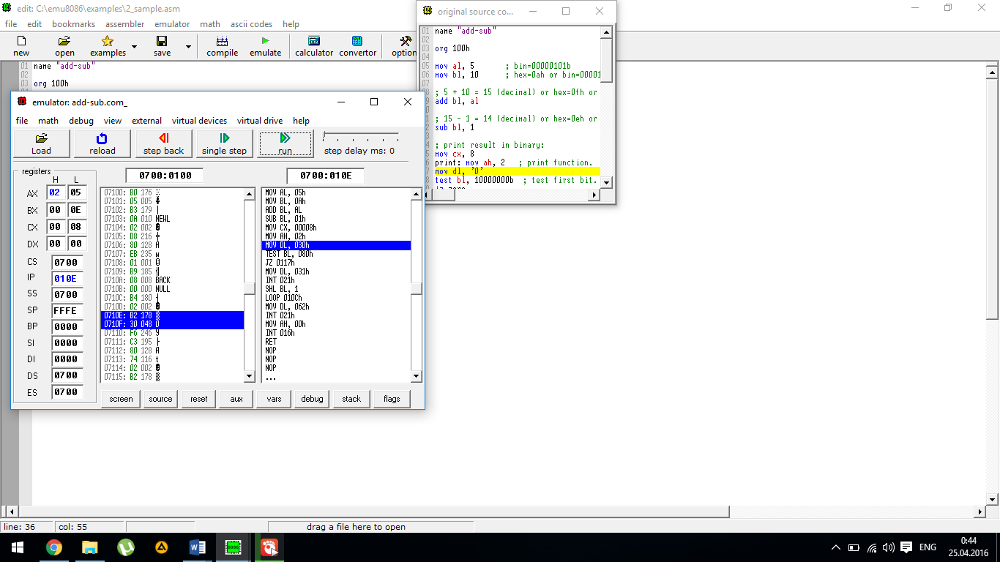 edit: C:\emu8086\examples\2_sample.asm
file edit bookmarks assembler emulator math ascii codes help
new open examples save compile emulate calculator convertor option
01 name "add-sub"
02
03 org 100h
original source co...
01 name "add-sub"
02
03 org 100h
04
05 mov al, 5 ; bin=00000101b
06 mov bl, 10 ; hex=0ah or bin=00001
; 5 + 10 = 15 (decimal) or hex=0fh or
add bl, al
; 15 - 1 = 14 (decimal) or hex=0eh or
sub bl, 1
; print result in binary:
mov cx, 8
print: mov ah, 2 ; print function.
mov dl, '0'
test bl, 10000000b ; test first bit.
jz zero
emulator: add-sub.com_
file math debug view external virtual devices virtual drive help
Load reload step back single step run step delay ms: 0
registers
H L
AX 02 05
BX 00 0E
CX 00 08
DX 00 00
CS 0700
IP 010E
SS 0700
SP FFFE
BP 0000
SI 0000
DI 0000
DS 0700
ES 0700
0700:0100
07100: B0 176 ░
07101: 05 005 ♣
07102: B3 179 │
07103: 0A 010 NEWL
07104: 02 002 ☻
07105: D8 216 ╪
07106: 80 128 А
07107: EB 235 ы
07108: 01 001 ☺
07109: B9 185 ╣
0710A: 08 008 BACK
0710B: 00 000 NULL
0710C: B4 180 ┤
0710D: 02 002 ☻
0710E: B2 178 ▓
0710F: 30 048 0
07110: F6 246
07111: C3 195 ├
07112: 80 128 А
07113: 74 116 t
07114: 02 002 ☻
07115: B2 178 ▓
0700:010E
MOV AL, 05h
MOV BL, 0Ah
ADD BL, AL
SUB BL, 01h
MOV CX, 00008h
MOV AH, 02h
MOV DL, 030h
TEST BL, 080h
JZ 0117h
MOV DL, 031h
INT 021h
SHL BL, 1
LOOP 010Ch
MOV DL, 062h
INT 021h
MOV AH, 00h
INT 016h
RET
NOP
NOP
NOP
...
screen source reset aux vars debug stack flags
line: 36 col: 55 drag a file here to open
8086
ENG
0:44
25.04.2016